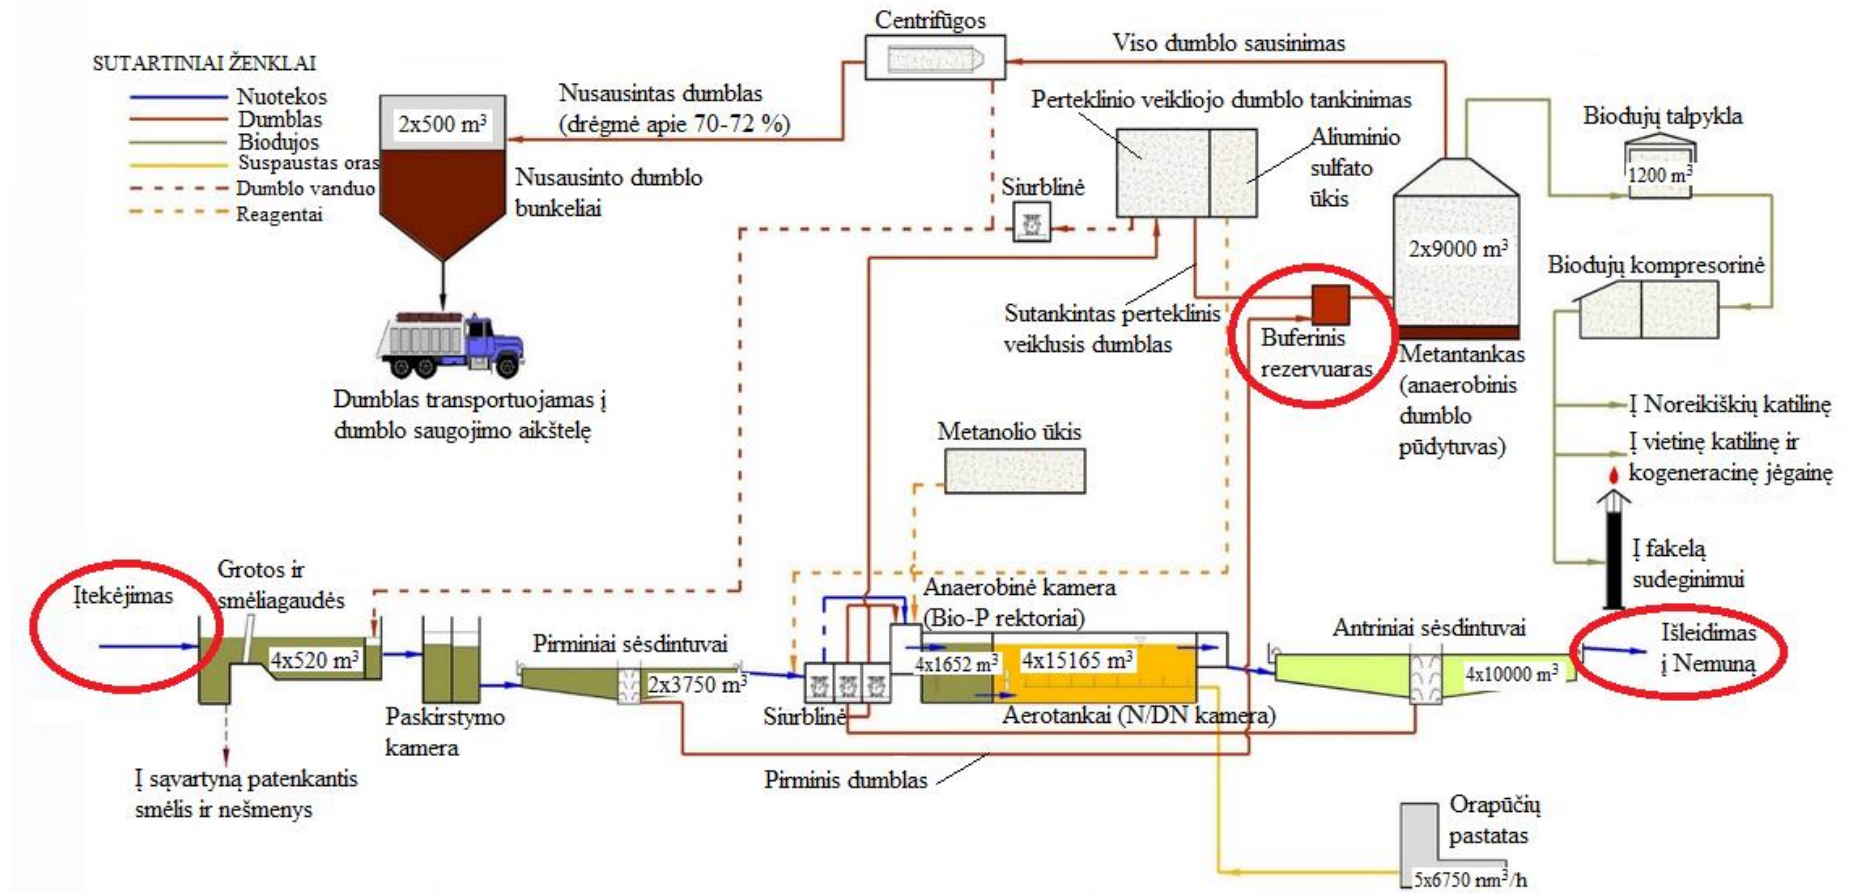 Centrifūgos
Viso dumblo sausinimas
SUTARTINIAI ŽENKLAI
Nuotekos
Dumblas
Biodujos
Suspaustas oras
Dumblo vanduo
Reagentai
2x500 m³
Nusausintas dumblas
(drėgmė apie 70-72 %)
Nusausinto dumblo
bunkeliai
Perteklinio veikliojo dumblo tankinimas
Aliuminio
sulfato
ūkis
Siurblinė
Biodujų talpykla
1200 m³
2x9000 m³
Biodujų kompresorinė
Sutankintas perteklinis
veiklusis dumblas
Buferinis
rezervuaras
Metantankas
(anaerobinis
dumblo
pūdytuvas)
Dumblas transportuojamas į
dumblo saugojimo aikštelę
Metanolio ūkis
Į Noreikiškių katilinę
Į vietinę katilinę ir
kogeneracinę jėgainę
Į fakelą
sudeginimui
Įtekėjimas
Grotos ir
smėliagaudės
4x520 m³
Pirminiai sėsdintuvai
2x3750 m³
Anaerobinė kamera
(Bio-P rektoriai)
4x1652 m³
4x15165 m³
Antriniai sėsdintuvai
4x10000 m³
Išleidimas
į Nemuną
Paskirstymo
kamera
Siurblinė
Aerotankai (N/DN kamera)
Į sąvartyną patenkantis
smėlis ir nešmenys
Pirminis dumblas
Orapūčių
pastatas
5x6750 nm³/h